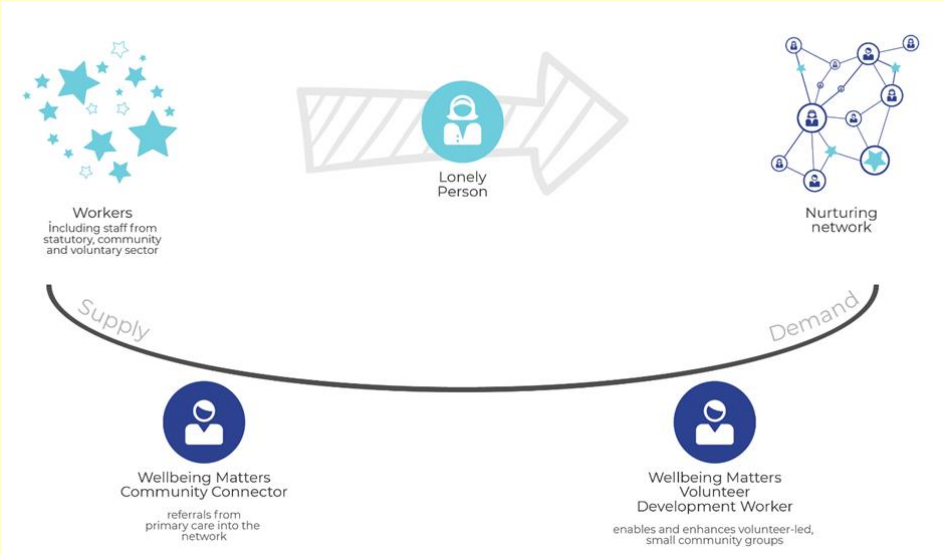 Lonely
Person
Workers
including staff from
statutory, community
and voluntary sector
Nurturing
network
Supply
Demand
Wellbeing Matters
Community Connector
referrals from
primary care into the
network
Wellbeing Matters
Volunteer
Development Worker
enables and enhances volunteer-led,
small community groups